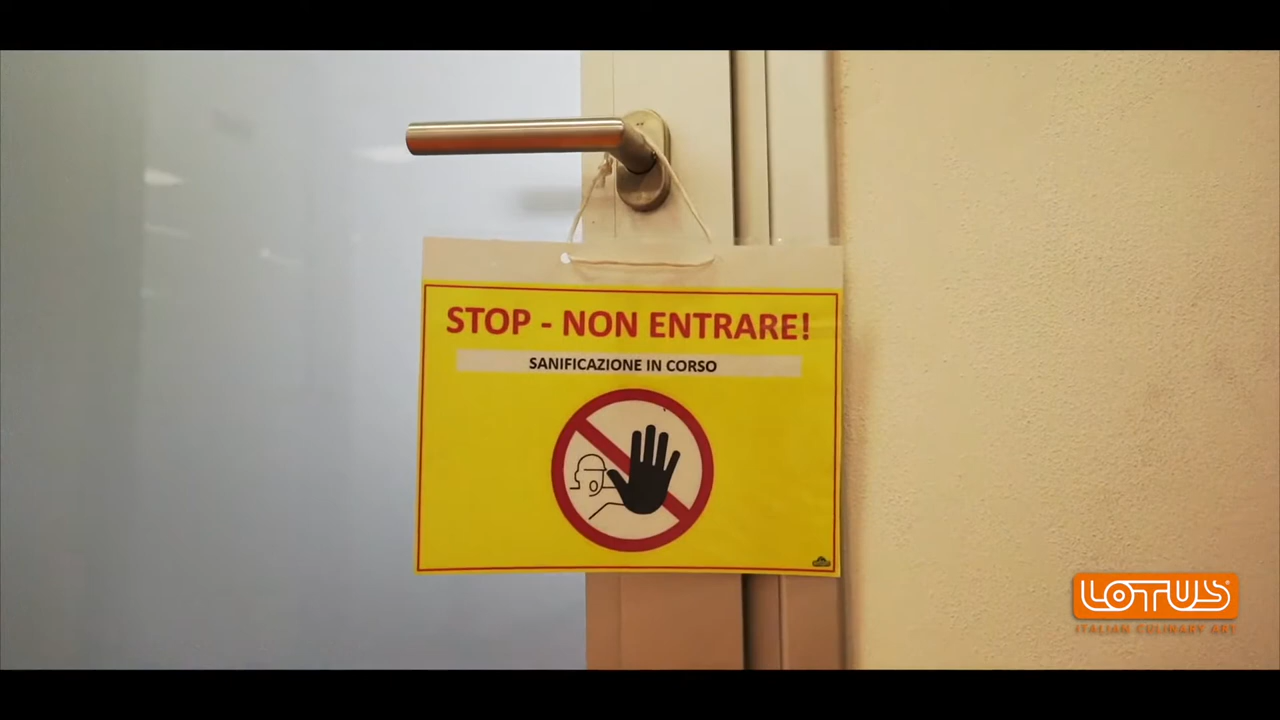 STOP - NON ENTRARE!
SANIFICAZIONE IN CORSO
LOTUS
ITALIAN CULINARY ART